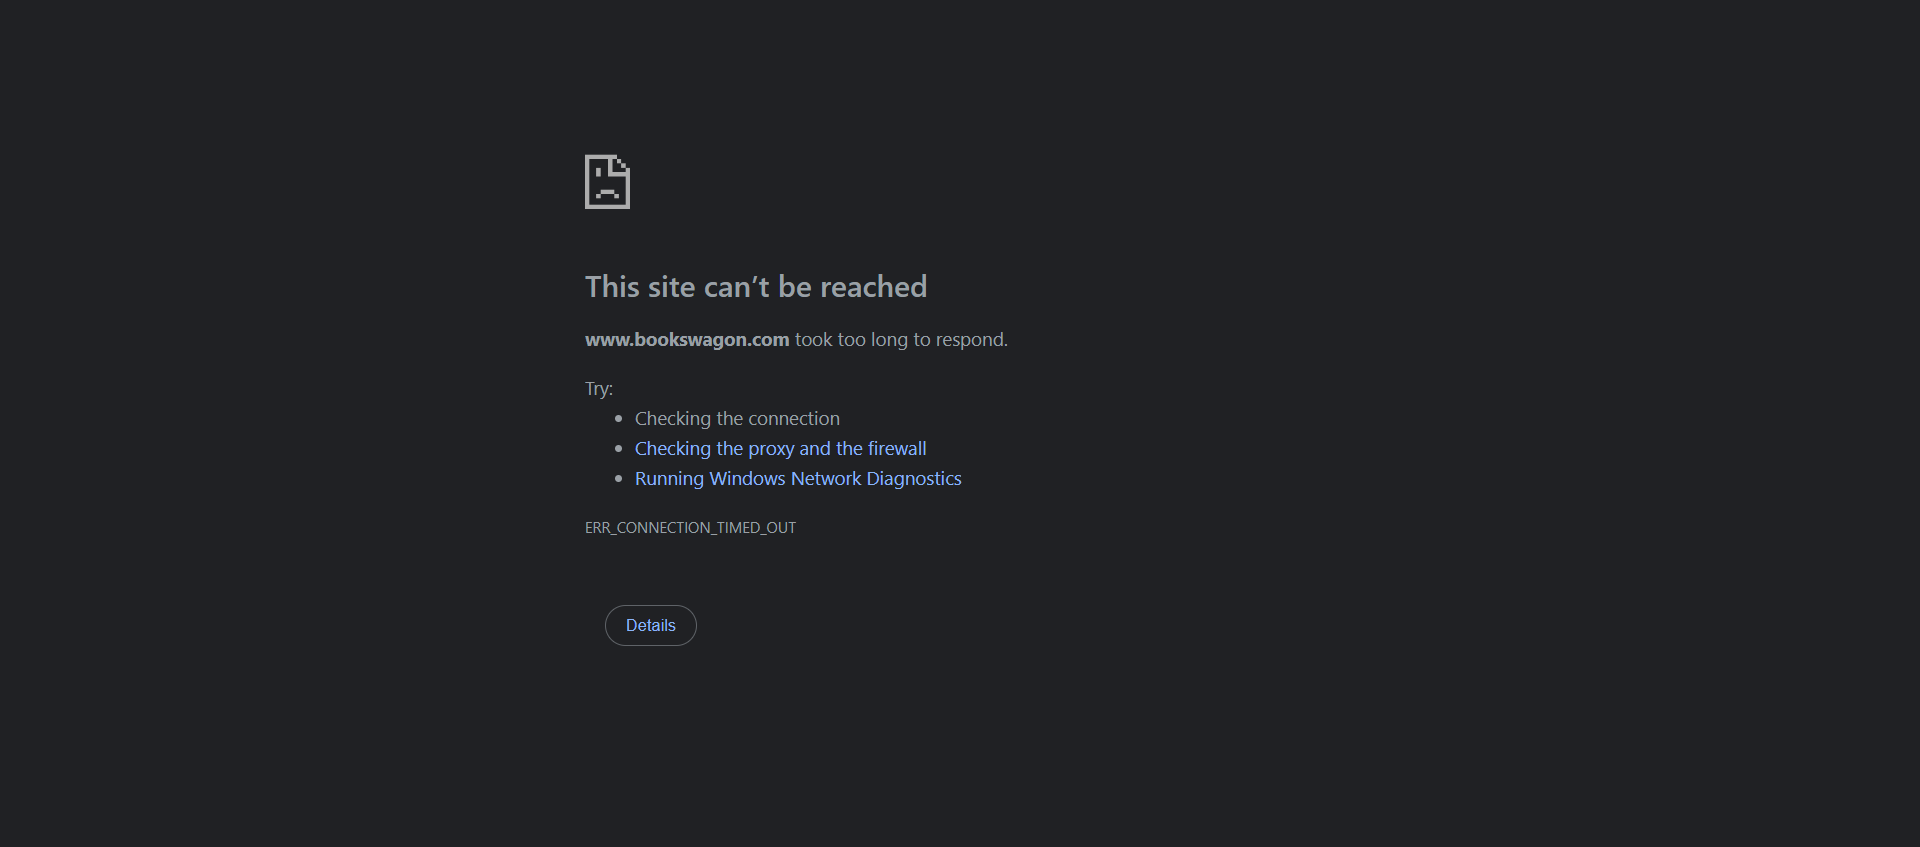 This site can’t be reached
www.bookswagon.com took too long to respond.
Try:
Checking the connection
Checking the proxy and the firewall
Running Windows Network Diagnostics
ERR_CONNECTION_TIMED_OUT
Details